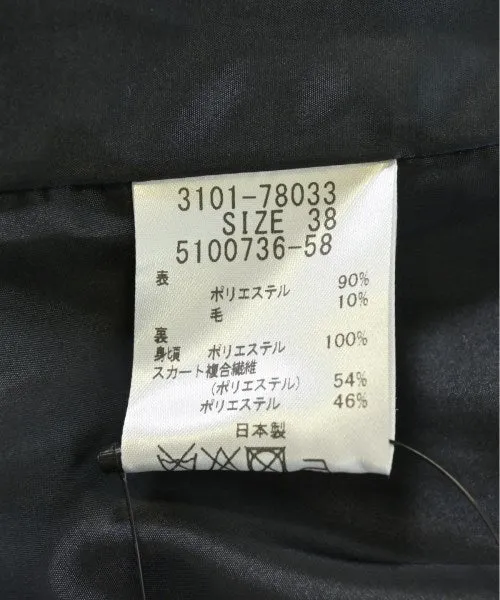 3101-78033
SIZE 38
5100736-58
表
ポリエステル 90%
毛 10%
裏
身頃 ポリエステル 100%
スカート複合繊維
(ポリエステル) 54%
ポリエステル 46%
日本製